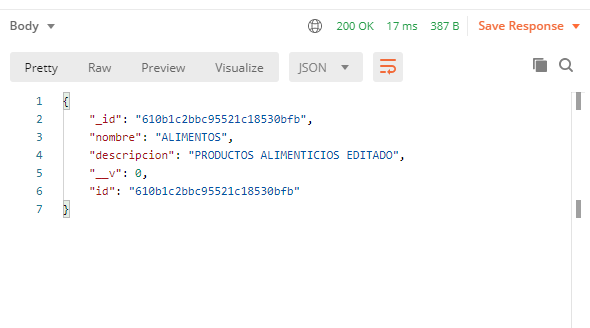 Body 200 OK 17 ms 387 B Save Response
Pretty Raw Preview Visualize JSON
1 {
2 "_id": "610b1c2bbc95521c18530bfb",
3 "nombre": "ALIMENTOS",
4 "descripcion": "PRODUCTOS ALIMENTICIOS EDITADO",
5 "__v": 0,
6 "id": "610b1c2bbc95521c18530bfb"
7 }